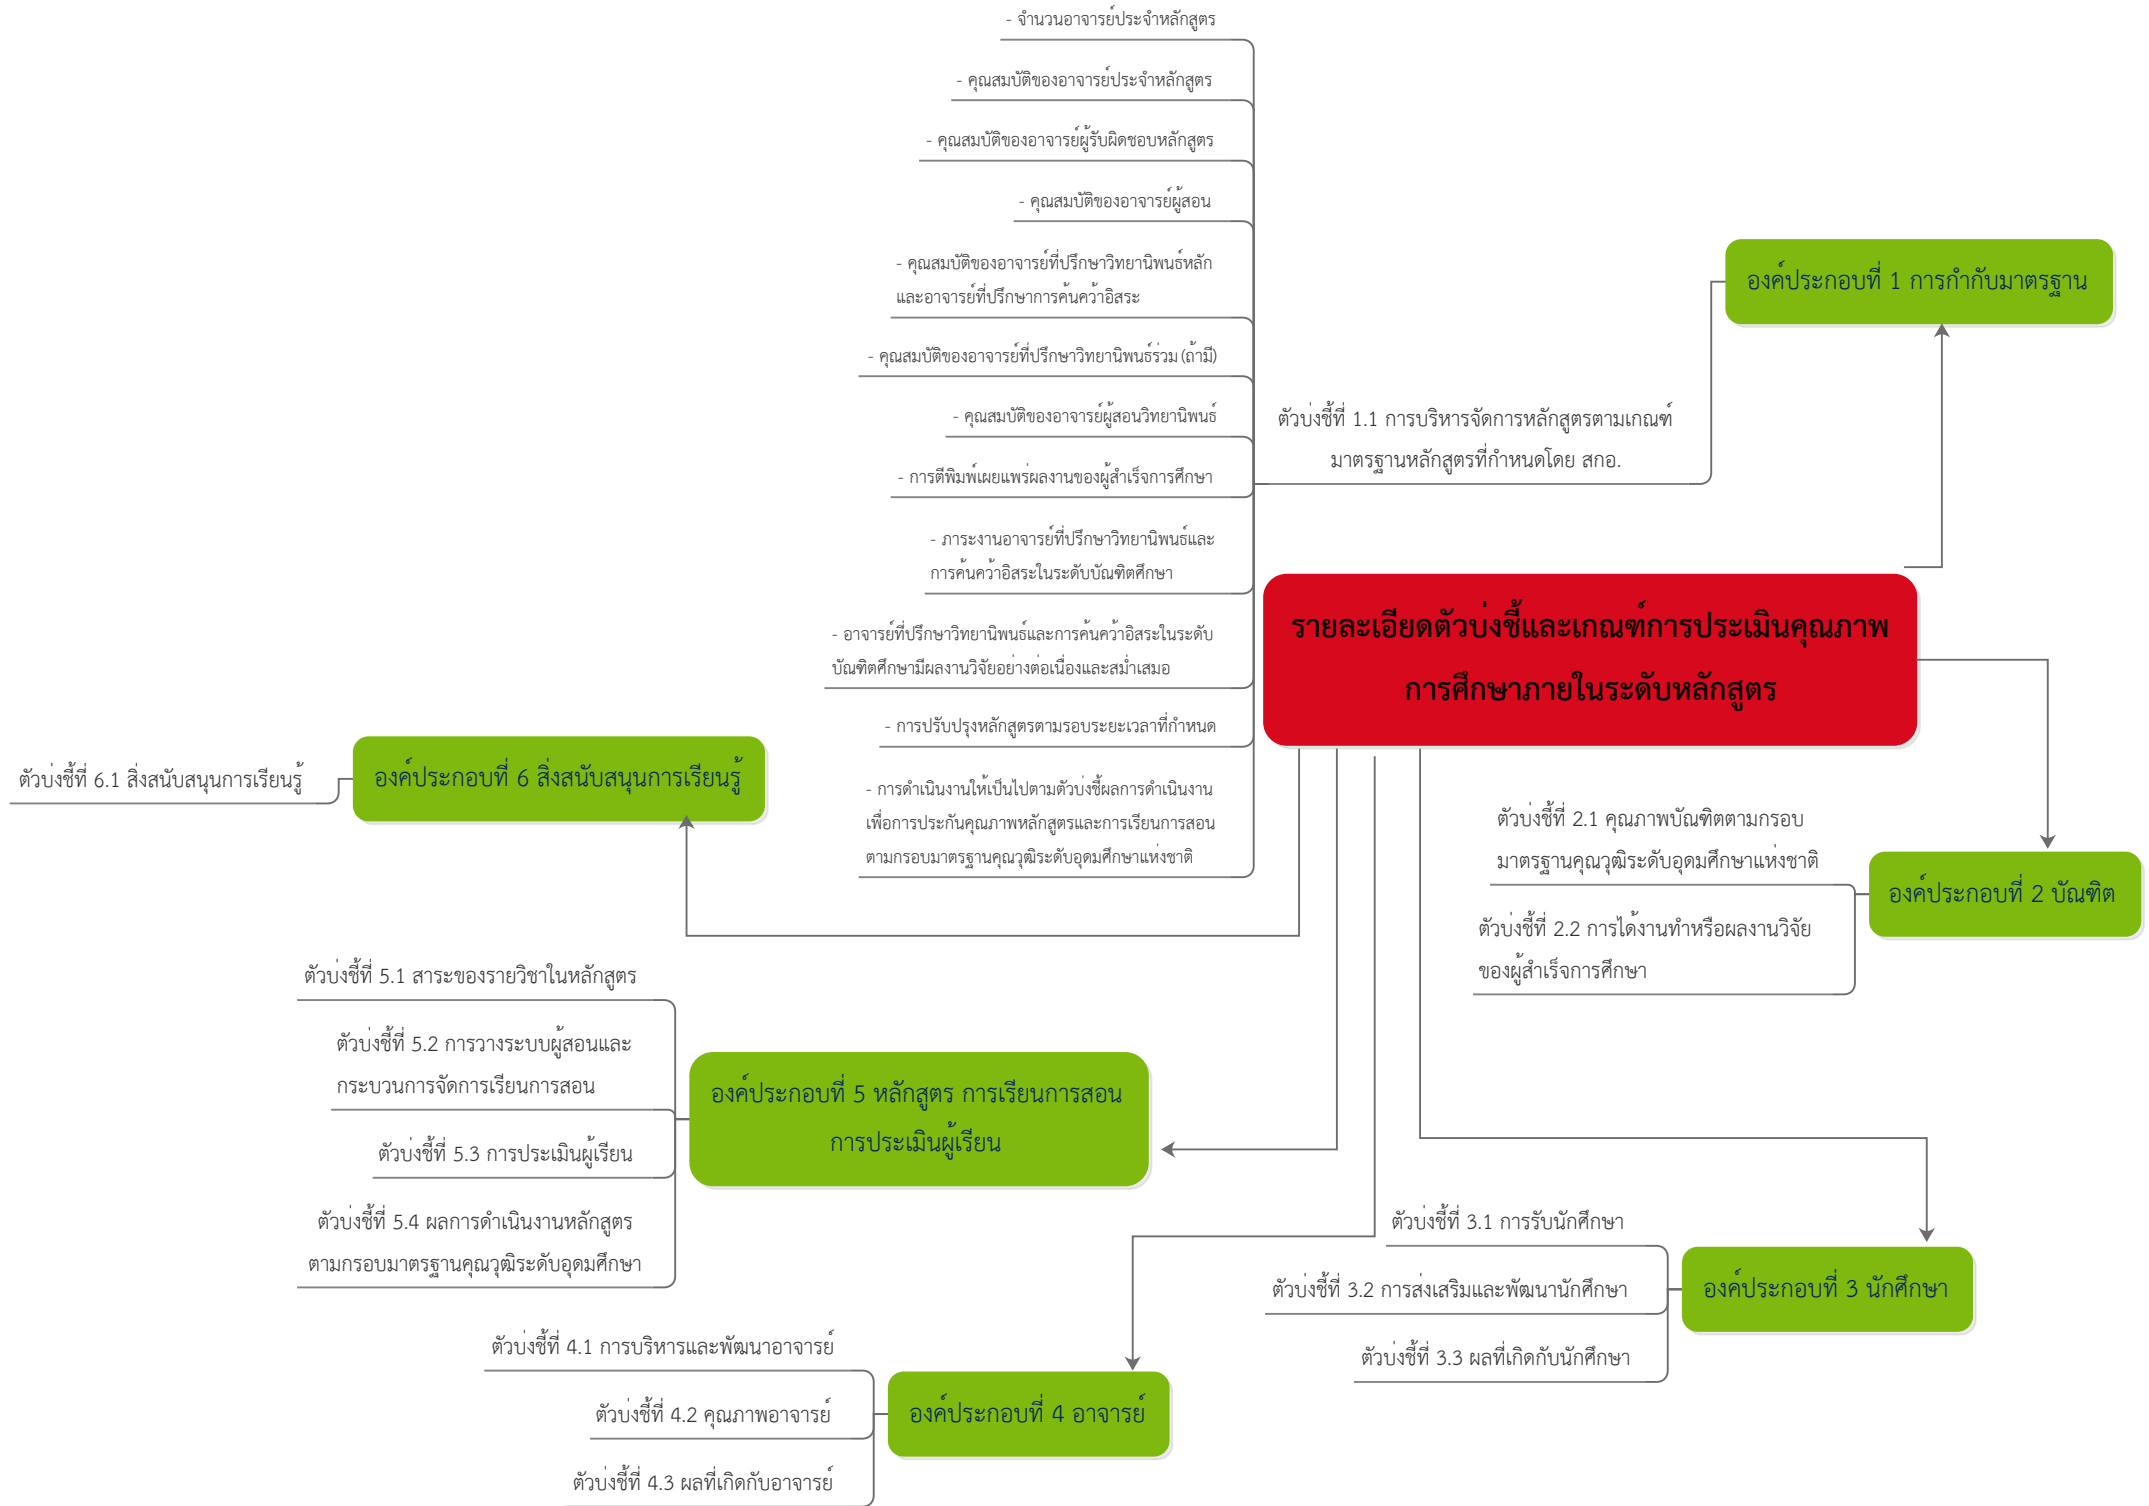 รายละเอียดตัวบ่งชี้และเกณฑ์การประเมินคุณภาพ
การศึกษาภายในระดับหลักสูตร
องค์ประกอบที่ 1 การกำกับมาตรฐาน
ตัวบ่งชี้ที่ 1.1 การบริหารจัดการหลักสูตรตามเกณฑ์
มาตรฐานหลักสูตรที่กำหนดโดย สกอ.
- จำนวนอาจารย์ประจำหลักสูตร
- คุณสมบัติของอาจารย์ประจำหลักสูตร
- คุณสมบัติของอาจารย์ผู้รับผิดชอบหลักสูตร
- คุณสมบัติของอาจารย์ผู้สอน
- คุณสมบัติของอาจารย์ที่ปรึกษาวิทยานิพนธ์หลัก
และอาจารย์ที่ปรึกษาการค้นคว้าอิสระ
- คุณสมบัติของอาจารย์ที่ปรึกษาวิทยานิพนธ์ร่วม (ถ้ามี)
- คุณสมบัติของอาจารย์ผู้สอนวิทยานิพนธ์
- การตีพิมพ์เผยแพร่ผลงานของผู้สำเร็จการศึกษา
- ภาระงานอาจารย์ที่ปรึกษาวิทยานิพนธ์และ
การค้นคว้าอิสระในระดับบัณฑิตศึกษา
- อาจารย์ที่ปรึกษาวิทยานิพนธ์และการค้นคว้าอิสระในระดับ
บัณฑิตศึกษามีผลงานวิจัยอย่างต่อเนื่องและสม่ำเสมอ
- การปรับปรุงหลักสูตรตามรอบระยะเวลาที่กำหนด
- การดำเนินงานให้เป็นไปตามตัวบ่งชี้ผลการดำเนินงาน
เพื่อการประกันคุณภาพหลักสูตรและการเรียนการสอน
ตามกรอบมาตรฐานคุณวุฒิระดับอุดมศึกษาแห่งชาติ
องค์ประกอบที่ 2 บัณฑิต
ตัวบ่งชี้ที่ 2.1 คุณภาพบัณฑิตตามกรอบ
มาตรฐานคุณวุฒิระดับอุดมศึกษาแห่งชาติ
ตัวบ่งชี้ที่ 2.2 การได้งานทำหรือผลงานวิจัย
ของผู้สำเร็จการศึกษา
องค์ประกอบที่ 3 นักศึกษา
ตัวบ่งชี้ที่ 3.1 การรับนักศึกษา
ตัวบ่งชี้ที่ 3.2 การส่งเสริมและพัฒนานักศึกษา
ตัวบ่งชี้ที่ 3.3 ผลที่เกิดกับนักศึกษา
องค์ประกอบที่ 4 อาจารย์
ตัวบ่งชี้ที่ 4.1 การบริหารและพัฒนาอาจารย์
ตัวบ่งชี้ที่ 4.2 คุณภาพอาจารย์
ตัวบ่งชี้ที่ 4.3 ผลที่เกิดกับอาจารย์
องค์ประกอบที่ 5 หลักสูตร การเรียนการสอน
การประเมินผู้เรียน
ตัวบ่งชี้ที่ 5.1 สาระของรายวิชาในหลักสูตร
ตัวบ่งชี้ที่ 5.2 การวางระบบผู้สอนและ
กระบวนการจัดการเรียนการสอน
ตัวบ่งชี้ที่ 5.3 การประเมินผู้เรียน
ตัวบ่งชี้ที่ 5.4 ผลการดำเนินงานหลักสูตร
ตามกรอบมาตรฐานคุณวุฒิระดับอุดมศึกษา
องค์ประกอบที่ 6 สิ่งสนับสนุนการเรียนรู้
ตัวบ่งชี้ที่ 6.1 สิ่งสนับสนุนการเรียนรู้